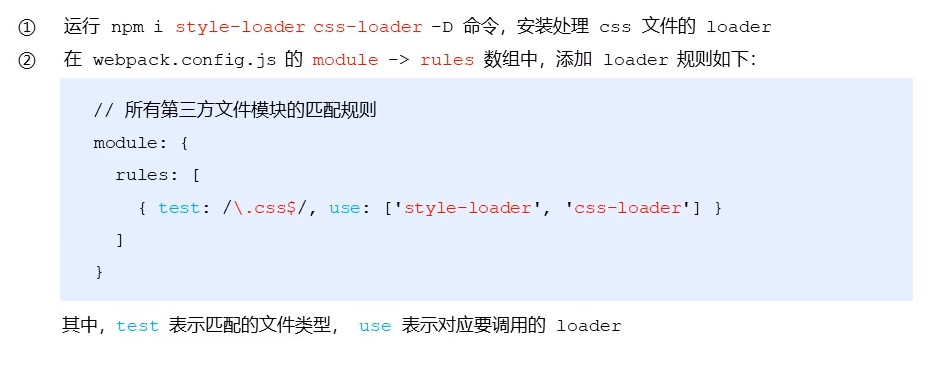 ① 运行 npm i style-loader css-loader -D 命令，安装处理 css 文件的 loader
② 在 webpack.config.js 的 module -> rules 数组中，添加 loader 规则如下：
// 所有第三方文件模块的匹配规则
module: {
rules: [
{ test: /\.css$/, use: ['style-loader', 'css-loader'] }
]
}
其中，test 表示匹配的文件类型， use 表示对应要调用的 loader